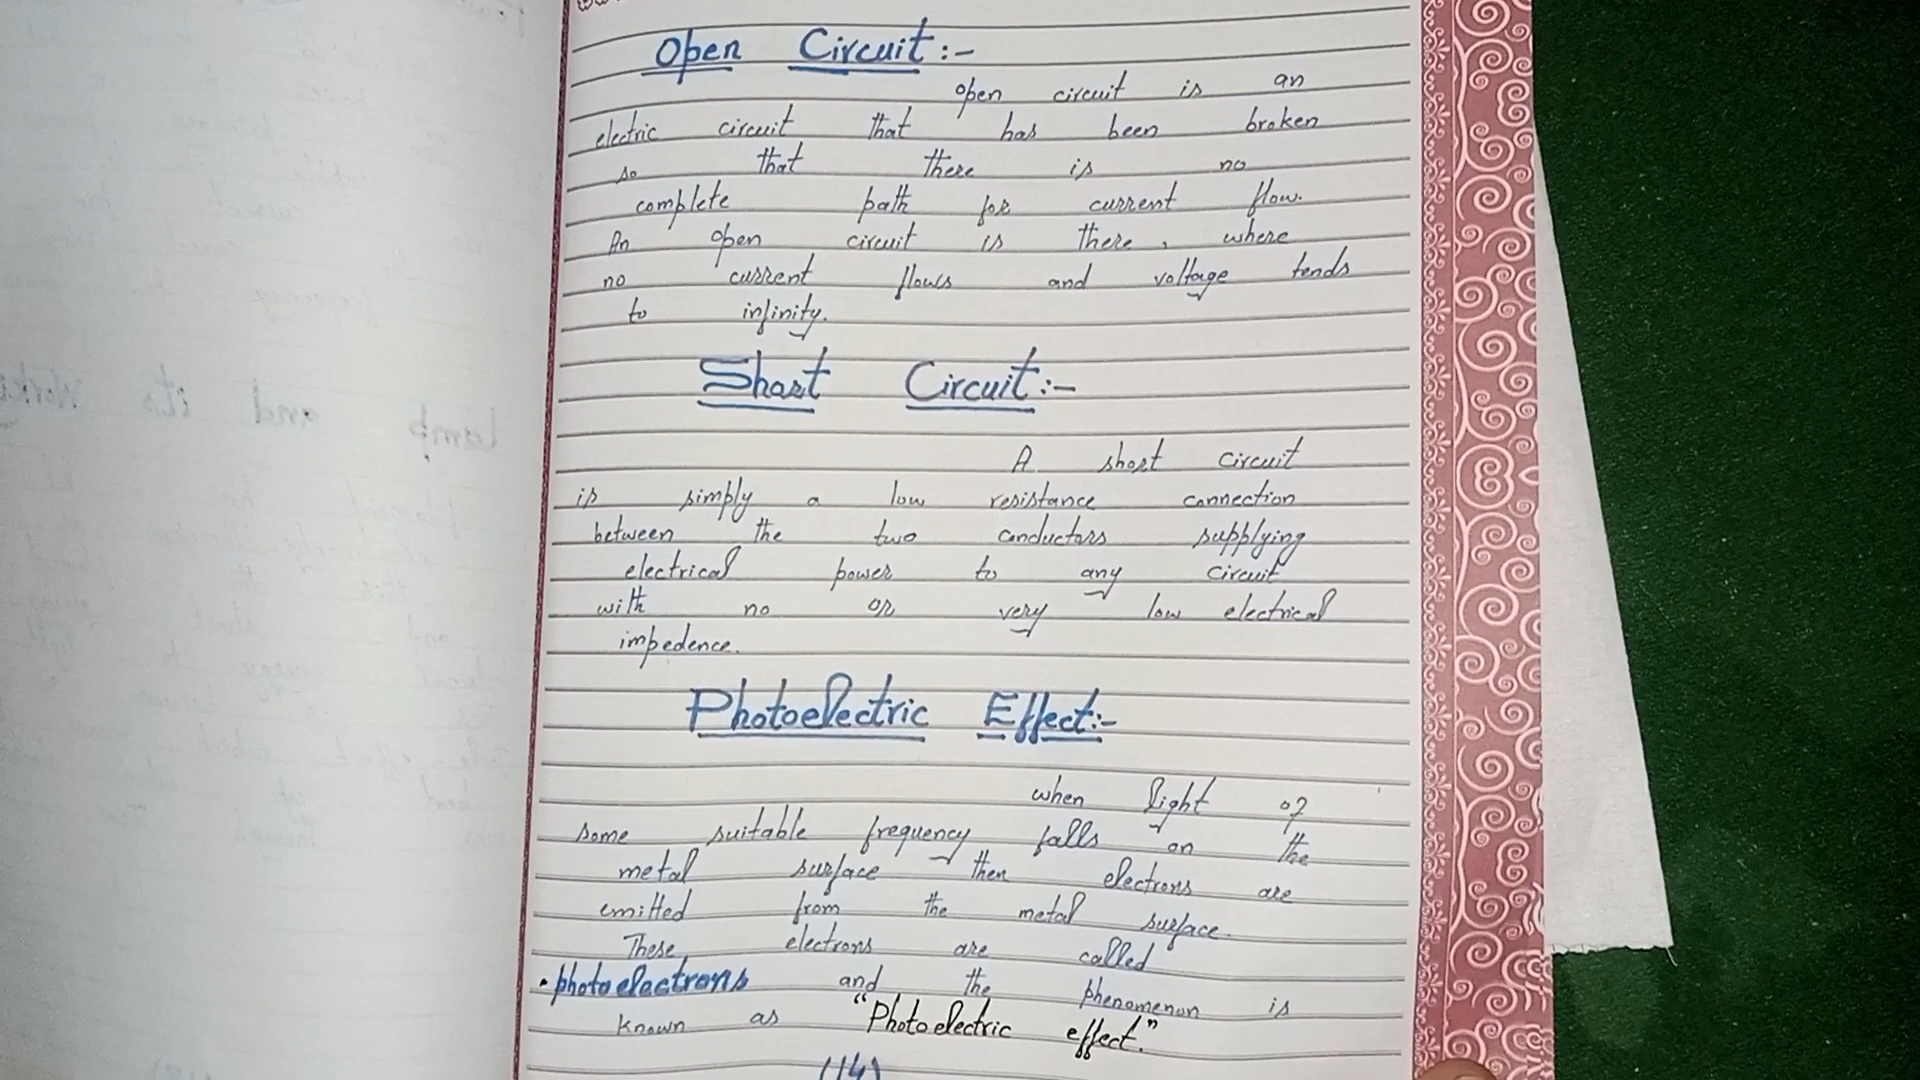 Open Circuit:-
open circuit is an
electric circuit that has been broken
so that there is no
complete path for current flow.
An open circuit is there, where
no current flows and voltage tends
to infinity.
Short Circuit:-
A short circuit
is simply a low resistance connection
between the two conductors supplying
electrical power to any circuit
with no or very low electrical
impedence.
Photoelectric Effect:-
when light of
some suitable frequency falls on the
metal surface then electrons are
emitted from the metal surface.
These electrons are called
•photoelectrons and the phenomenon is
known as "Photoelectric effect."
(14)